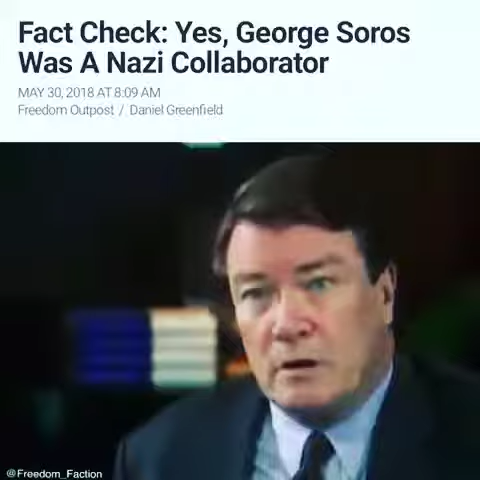 Fact Check: Yes, George Soros
Was A Nazi Collaborator
MAY 30, 2018 AT 8:09 AM
Freedom Outpost / Daniel Greenfield
@Freedom_Faction